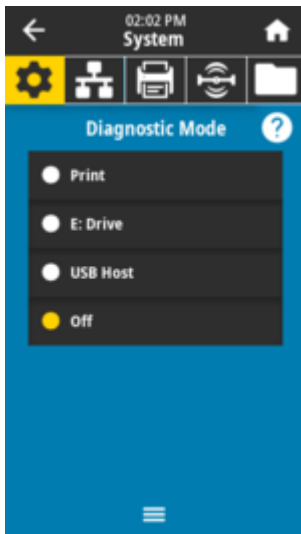 02:02 PM
System
Diagnostic Mode
?
Print
E: Drive
USB Host
Off